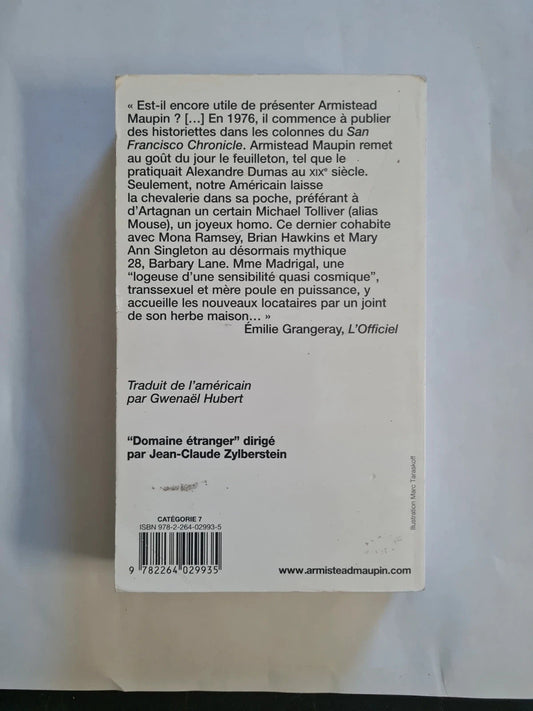 « Est-il encore utile de présenter Armistead
Maupin ? [...] En 1976, il commence à publier
des historiettes dans les colonnes du San
Francisco Chronicle. Armistead Maupin remet
au goût du jour le feuilleton, tel que le
pratiquait Alexandre Dumas au XIXe siècle.
Seulement, notre Américain laisse
la chevalerie dans sa poche, préférant à
d'Artagnan un certain Michael Tolliver (alias
Mouse), un joyeux homo. Ce dernier cohabite
avec Mona Ramsey, Brian Hawkins et Mary
Ann Singleton au désormais mythique
28, Barbary Lane. Mme Madrigal, une
"logeuse d'une sensibilité quasi cosmique",
transsexuel et mère poule en puissance, y
accueille les nouveaux locataires par un joint
de son herbe maison... »
Émilie Grangeray, L'Officiel
Traduit de l'américain
par Gwenaël Hubert
"Domaine étranger" dirigé
par Jean-Claude Zylberstein
Illustration Marc Taraskoff
CATÉGORIE 7
ISBN 978-2-264-02993-5
9 782264 029935
www.armisteadmaupin.com